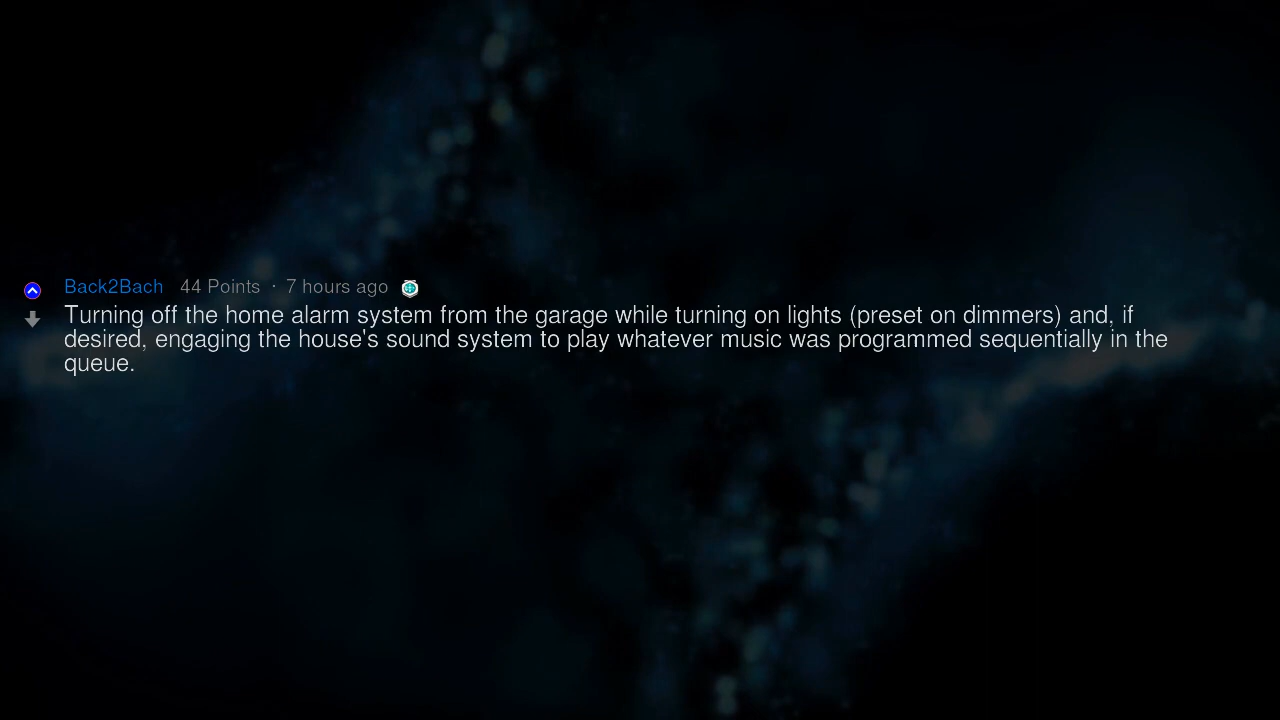 Back2Bach 44 Points · 7 hours ago
Turning off the home alarm system from the garage while turning on lights (preset on dimmers) and, if
desired, engaging the house's sound system to play whatever music was programmed sequentially in the
queue.